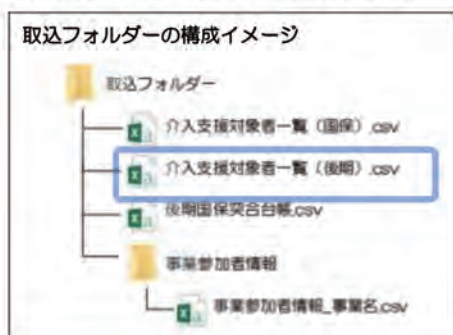 取込フォルダーの構成イメージ
取込フォルダー
介入支援対象者一覧（国保）.csv
介入支援対象者一覧（後期）.csv
後期国保突合台帳.csv
事業参加者情報
事業参加者情報_事業名.csv